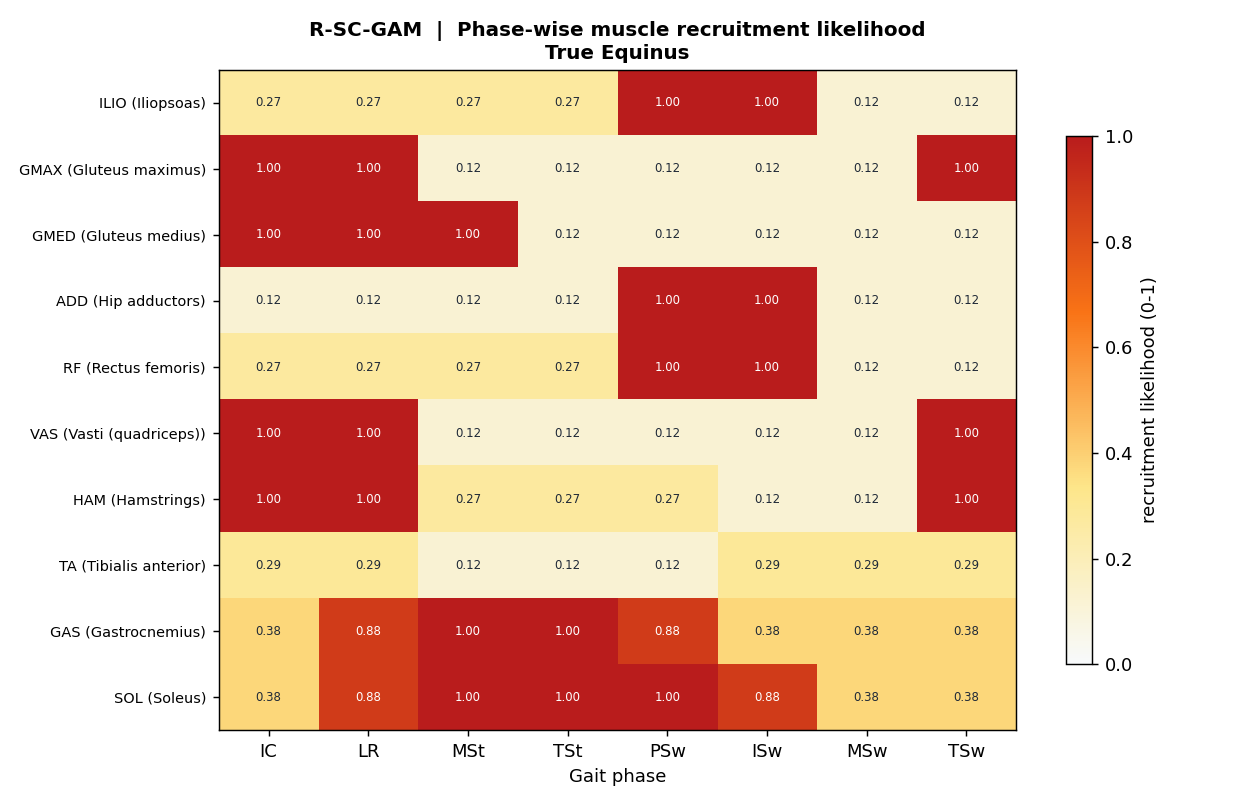 R-SC-GAM | Phase-wise muscle recruitment likelihood
True Equinus
ILIO (Iliopsoas) 0.27 0.27 0.27 0.27 1.00 1.00 0.12 0.12
GMAX (Gluteus maximus) 1.00 1.00 0.12 0.12 0.12 0.12 0.12 1.00
GMED (Gluteus medius) 1.00 1.00 1.00 0.12 0.12 0.12 0.12 0.12
ADD (Hip adductors) 0.12 0.12 0.12 0.12 1.00 1.00 0.12 0.12
RF (Rectus femoris) 0.27 0.27 0.27 0.27 1.00 1.00 0.12 0.12
VAS (Vasti (quadriceps)) 1.00 1.00 0.12 0.12 0.12 0.12 0.12 1.00
HAM (Hamstrings) 1.00 1.00 0.27 0.27 0.27 0.12 0.12 1.00
TA (Tibialis anterior) 0.29 0.29 0.12 0.12 0.12 0.29 0.29 0.29
GAS (Gastrocnemius) 0.38 0.88 1.00 1.00 0.88 0.38 0.38 0.38
SOL (Soleus) 0.38 0.88 1.00 1.00 1.00 0.88 0.38 0.38
IC LR MSt TSt PSw ISw MSw TSw
Gait phase
1.0
0.8
0.6
0.4
0.2
0.0
recruitment likelihood (0-1)